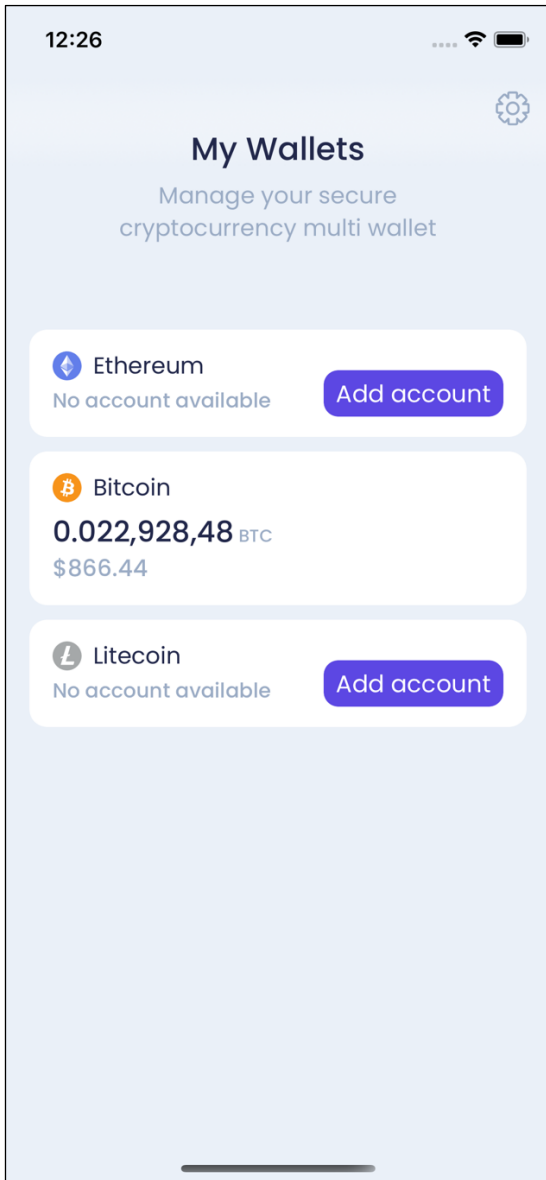 12:26
My Wallets
Manage your secure
cryptocurrency multi wallet
Ethereum
No account available
Add account
Bitcoin
0.022,928,48 BTC
$866.44
Litecoin
No account available
Add account